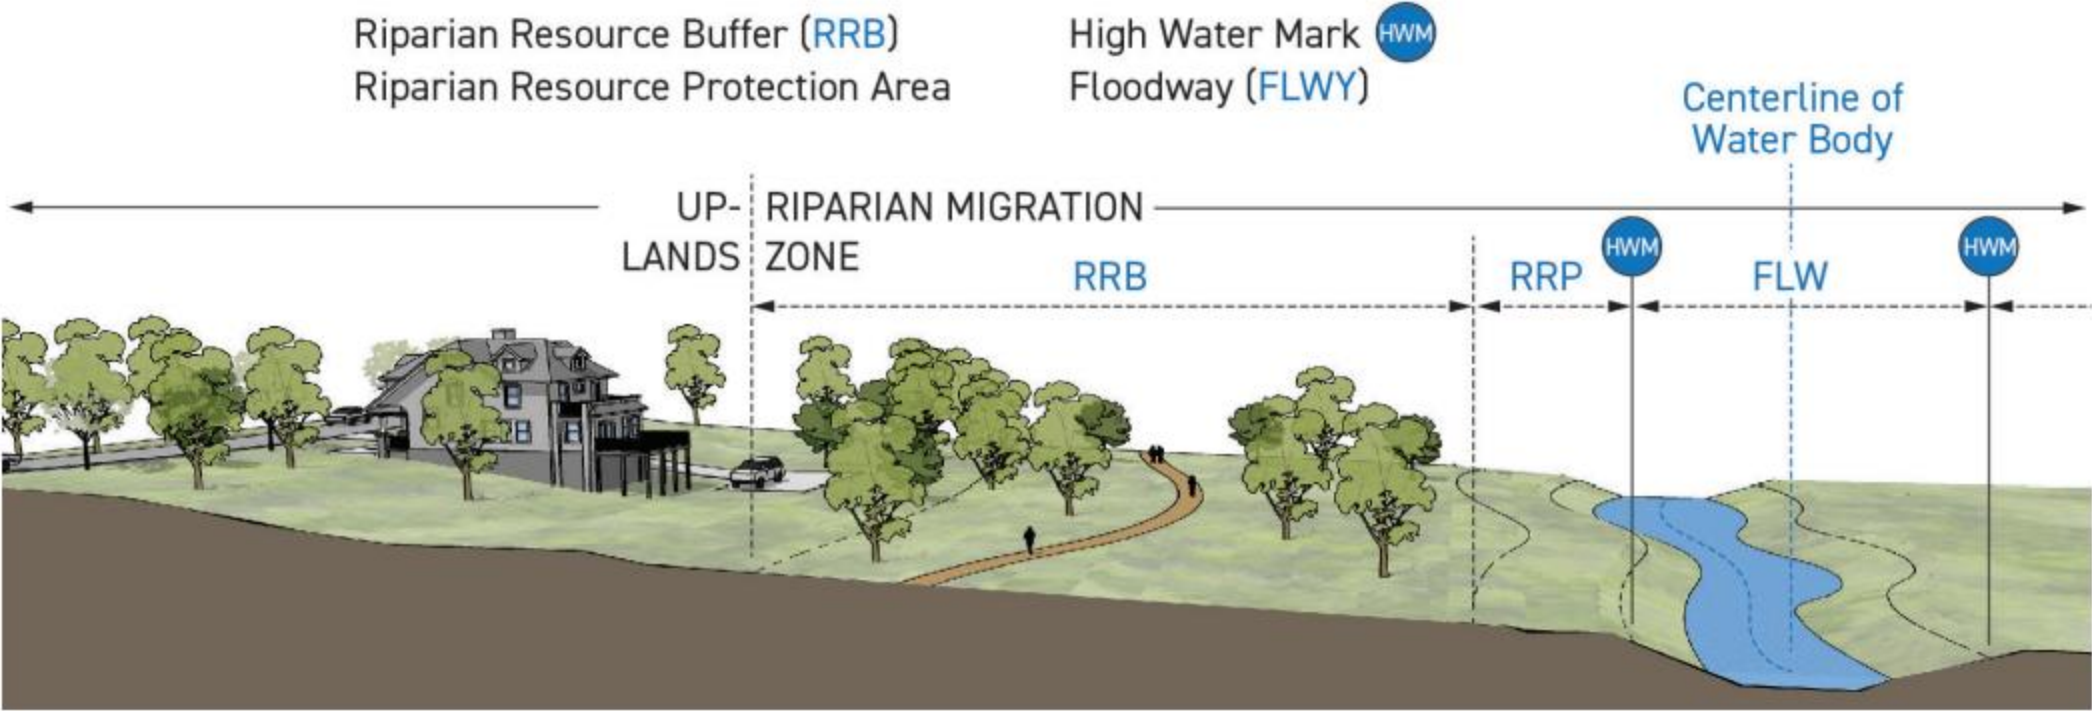 Riparian Resource Buffer (RRB)
Riparian Resource Protection Area
High Water Mark HWM
Floodway (FLWY)
Centerline of
Water Body
UP-
LANDS
RIPARIAN MIGRATION
ZONE
RRB
RRP
HWM
FLW
HWM